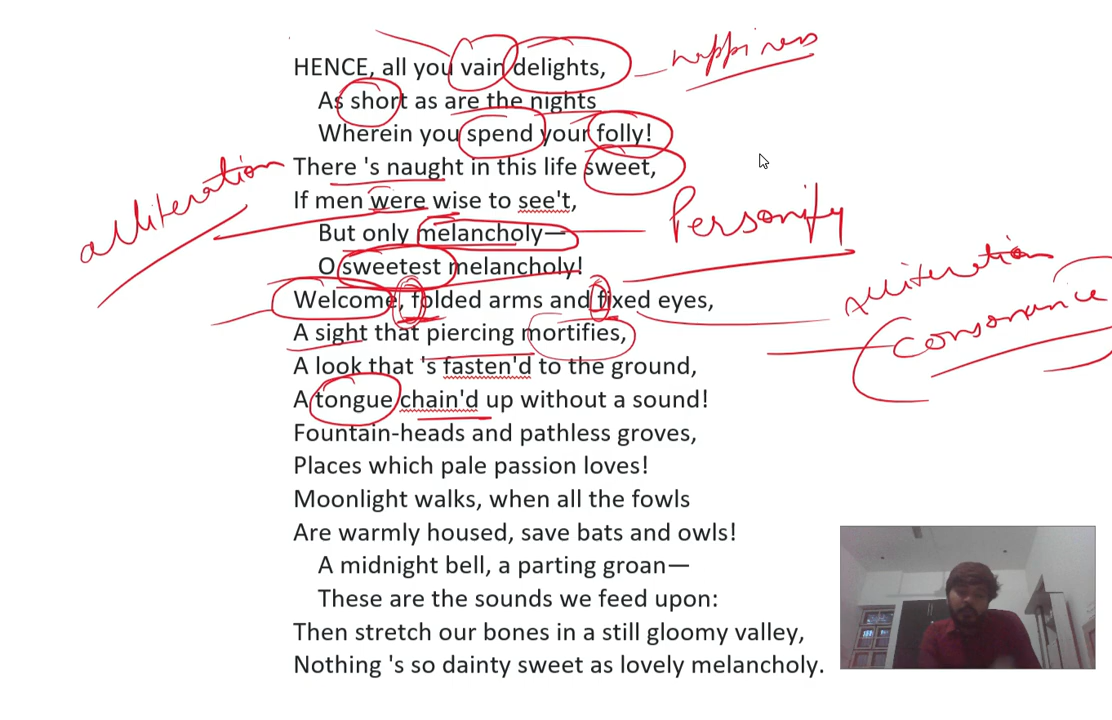 happiness
HENCE, all you vain delights,
As short as are the nights
Wherein you spend your folly!
alliteration
There 's naught in this life sweet,
If men were wise to see't,
Personify
But only melancholy—
O sweetest melancholy!
Alliteration
Welcome, folded arms and fixed eyes,
Consonance
A sight that piercing mortifies,
A look that 's fasten'd to the ground,
A tongue chain'd up without a sound!
Fountain-heads and pathless groves,
Places which pale passion loves!
Moonlight walks, when all the fowls
Are warmly housed, save bats and owls!
A midnight bell, a parting groan—
These are the sounds we feed upon:
Then stretch our bones in a still gloomy valley,
Nothing 's so dainty sweet as lovely melancholy.